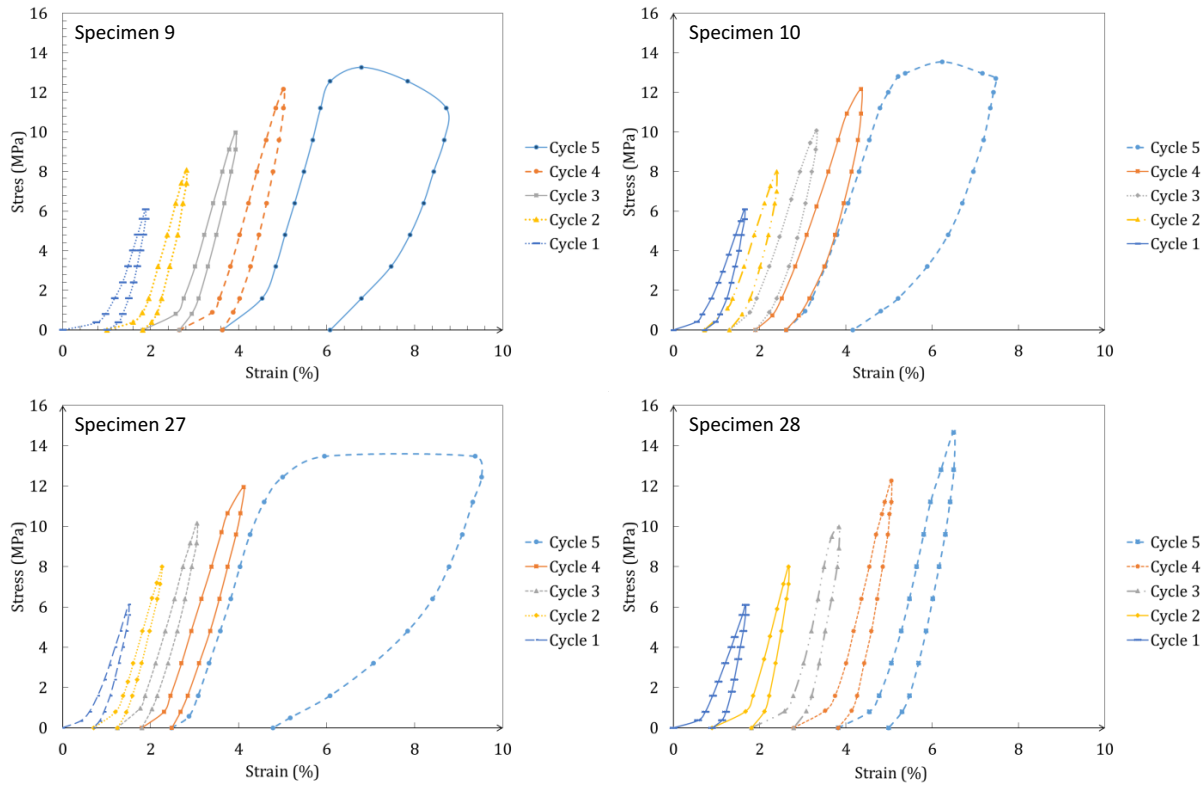 Specimen 9
16
14
12
10
8
6
4
2
0
Stres (MPa)
0 2 4 6 8 10
Strain (%)
Cycle 5
Cycle 4
Cycle 3
Cycle 2
Cycle 1
Specimen 10
16
14
12
10
8
6
4
2
0
Stress (MPa)
0 2 4 6 8 10
Strain (%)
Cycle 5
Cycle 4
Cycle 3
Cycle 2
Cycle 1
Specimen 27
16
14
12
10
8
6
4
2
0
Stress (MPa)
0 2 4 6 8 10
Strain (%)
Cycle 5
Cycle 4
Cycle 3
Cycle 2
Cycle 1
Specimen 28
16
14
12
10
8
6
4
2
0
Stress (MPa)
0 2 4 6 8 10
Strain (%)
Cycle 5
Cycle 4
Cycle 3
Cycle 2
Cycle 1